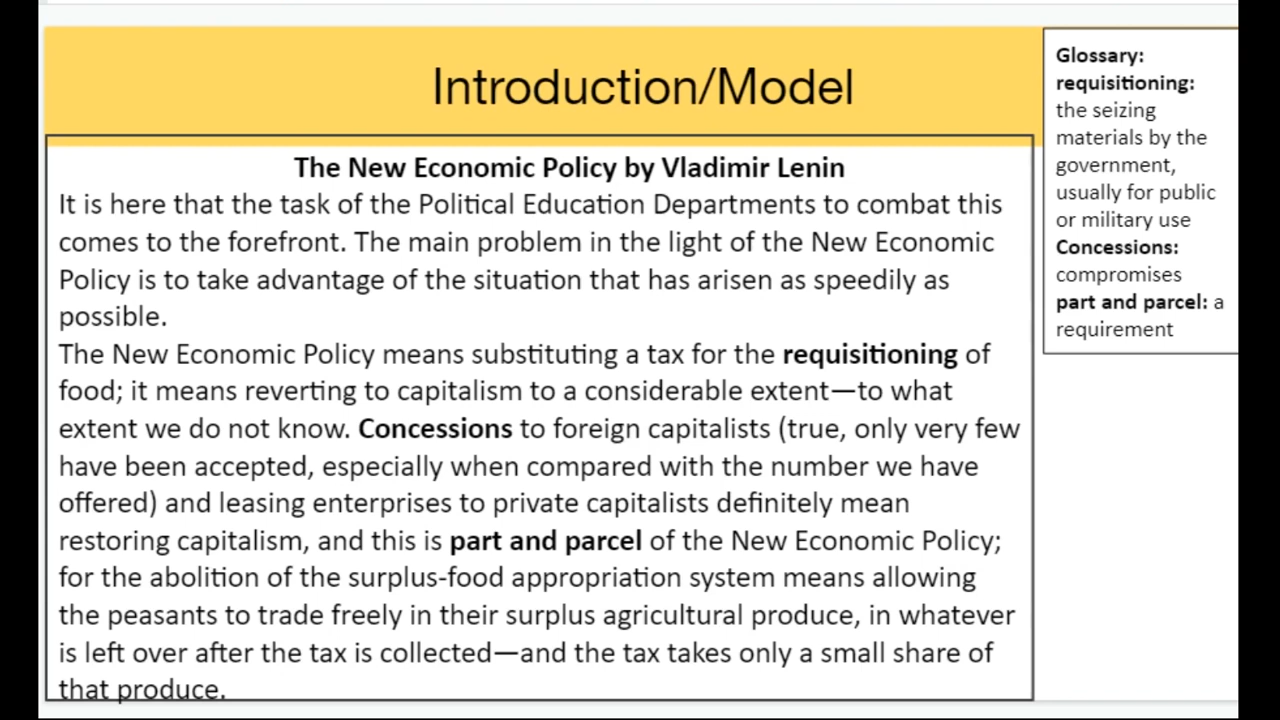 Introduction/Model
The New Economic Policy by Vladimir Lenin
It is here that the task of the Political Education Departments to combat this
comes to the forefront. The main problem in the light of the New Economic
Policy is to take advantage of the situation that has arisen as speedily as
possible.
The New Economic Policy means substituting a tax for the requisitioning of
food; it means reverting to capitalism to a considerable extent—to what
extent we do not know. Concessions to foreign capitalists (true, only very few
have been accepted, especially when compared with the number we have
offered) and leasing enterprises to private capitalists definitely mean
restoring capitalism, and this is part and parcel of the New Economic Policy;
for the abolition of the surplus-food appropriation system means allowing
the peasants to trade freely in their surplus agricultural produce, in whatever
is left over after the tax is collected—and the tax takes only a small share of
that produce.
Glossary:
requisitioning:
the seizing
materials by the
government,
usually for public
or military use
Concessions:
compromises
part and parcel: a
requirement